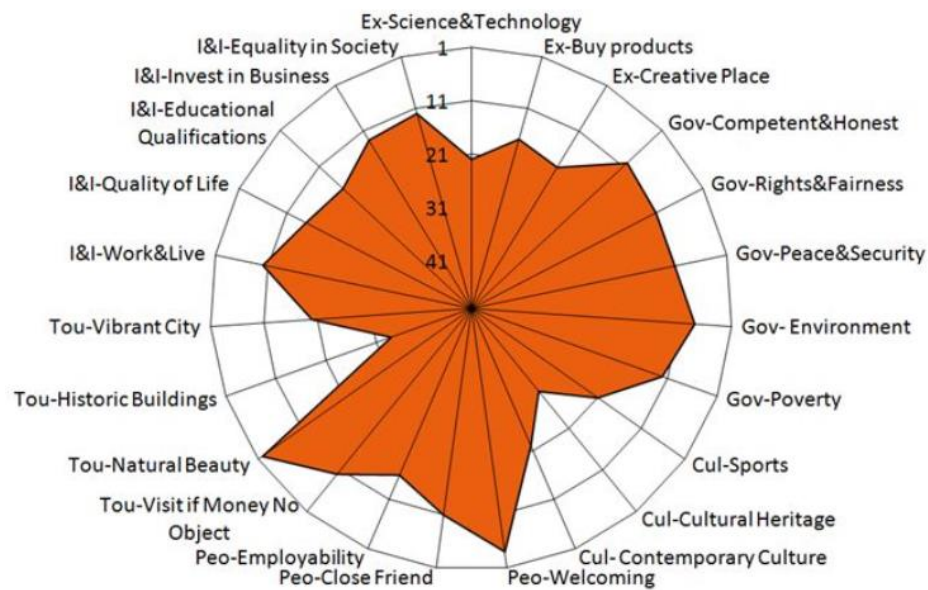 Ex-Science&Technology
1
Ex-Buy products
Ex-Creative Place
Gov-Competent&Honest
Gov-Rights&Fairness
Gov-Peace&Security
Gov- Environment
Gov-Poverty
Cul-Sports
Cul-Cultural Heritage
Cul- Contemporary Culture
Peo-Welcoming
Peo-Close Friend
Peo-Employability
Tou-Visit if Money No
Object
Tou-Natural Beauty
Tou-Historic Buildings
Tou-Vibrant City
I&I-Work&Live
I&I-Quality of Life
I&I-Educational
Qualifications
I&I-Invest in Business
I&I-Equality in Society
11
21
31
41